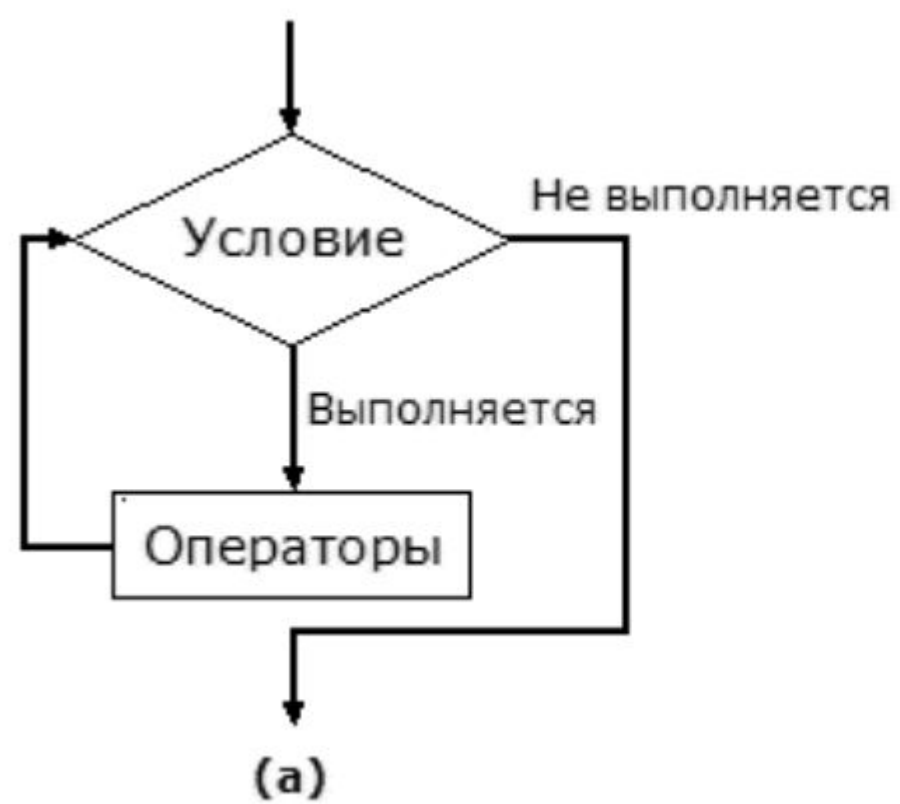 Не выполняется
Условие
Выполняется
Операторы
(а)